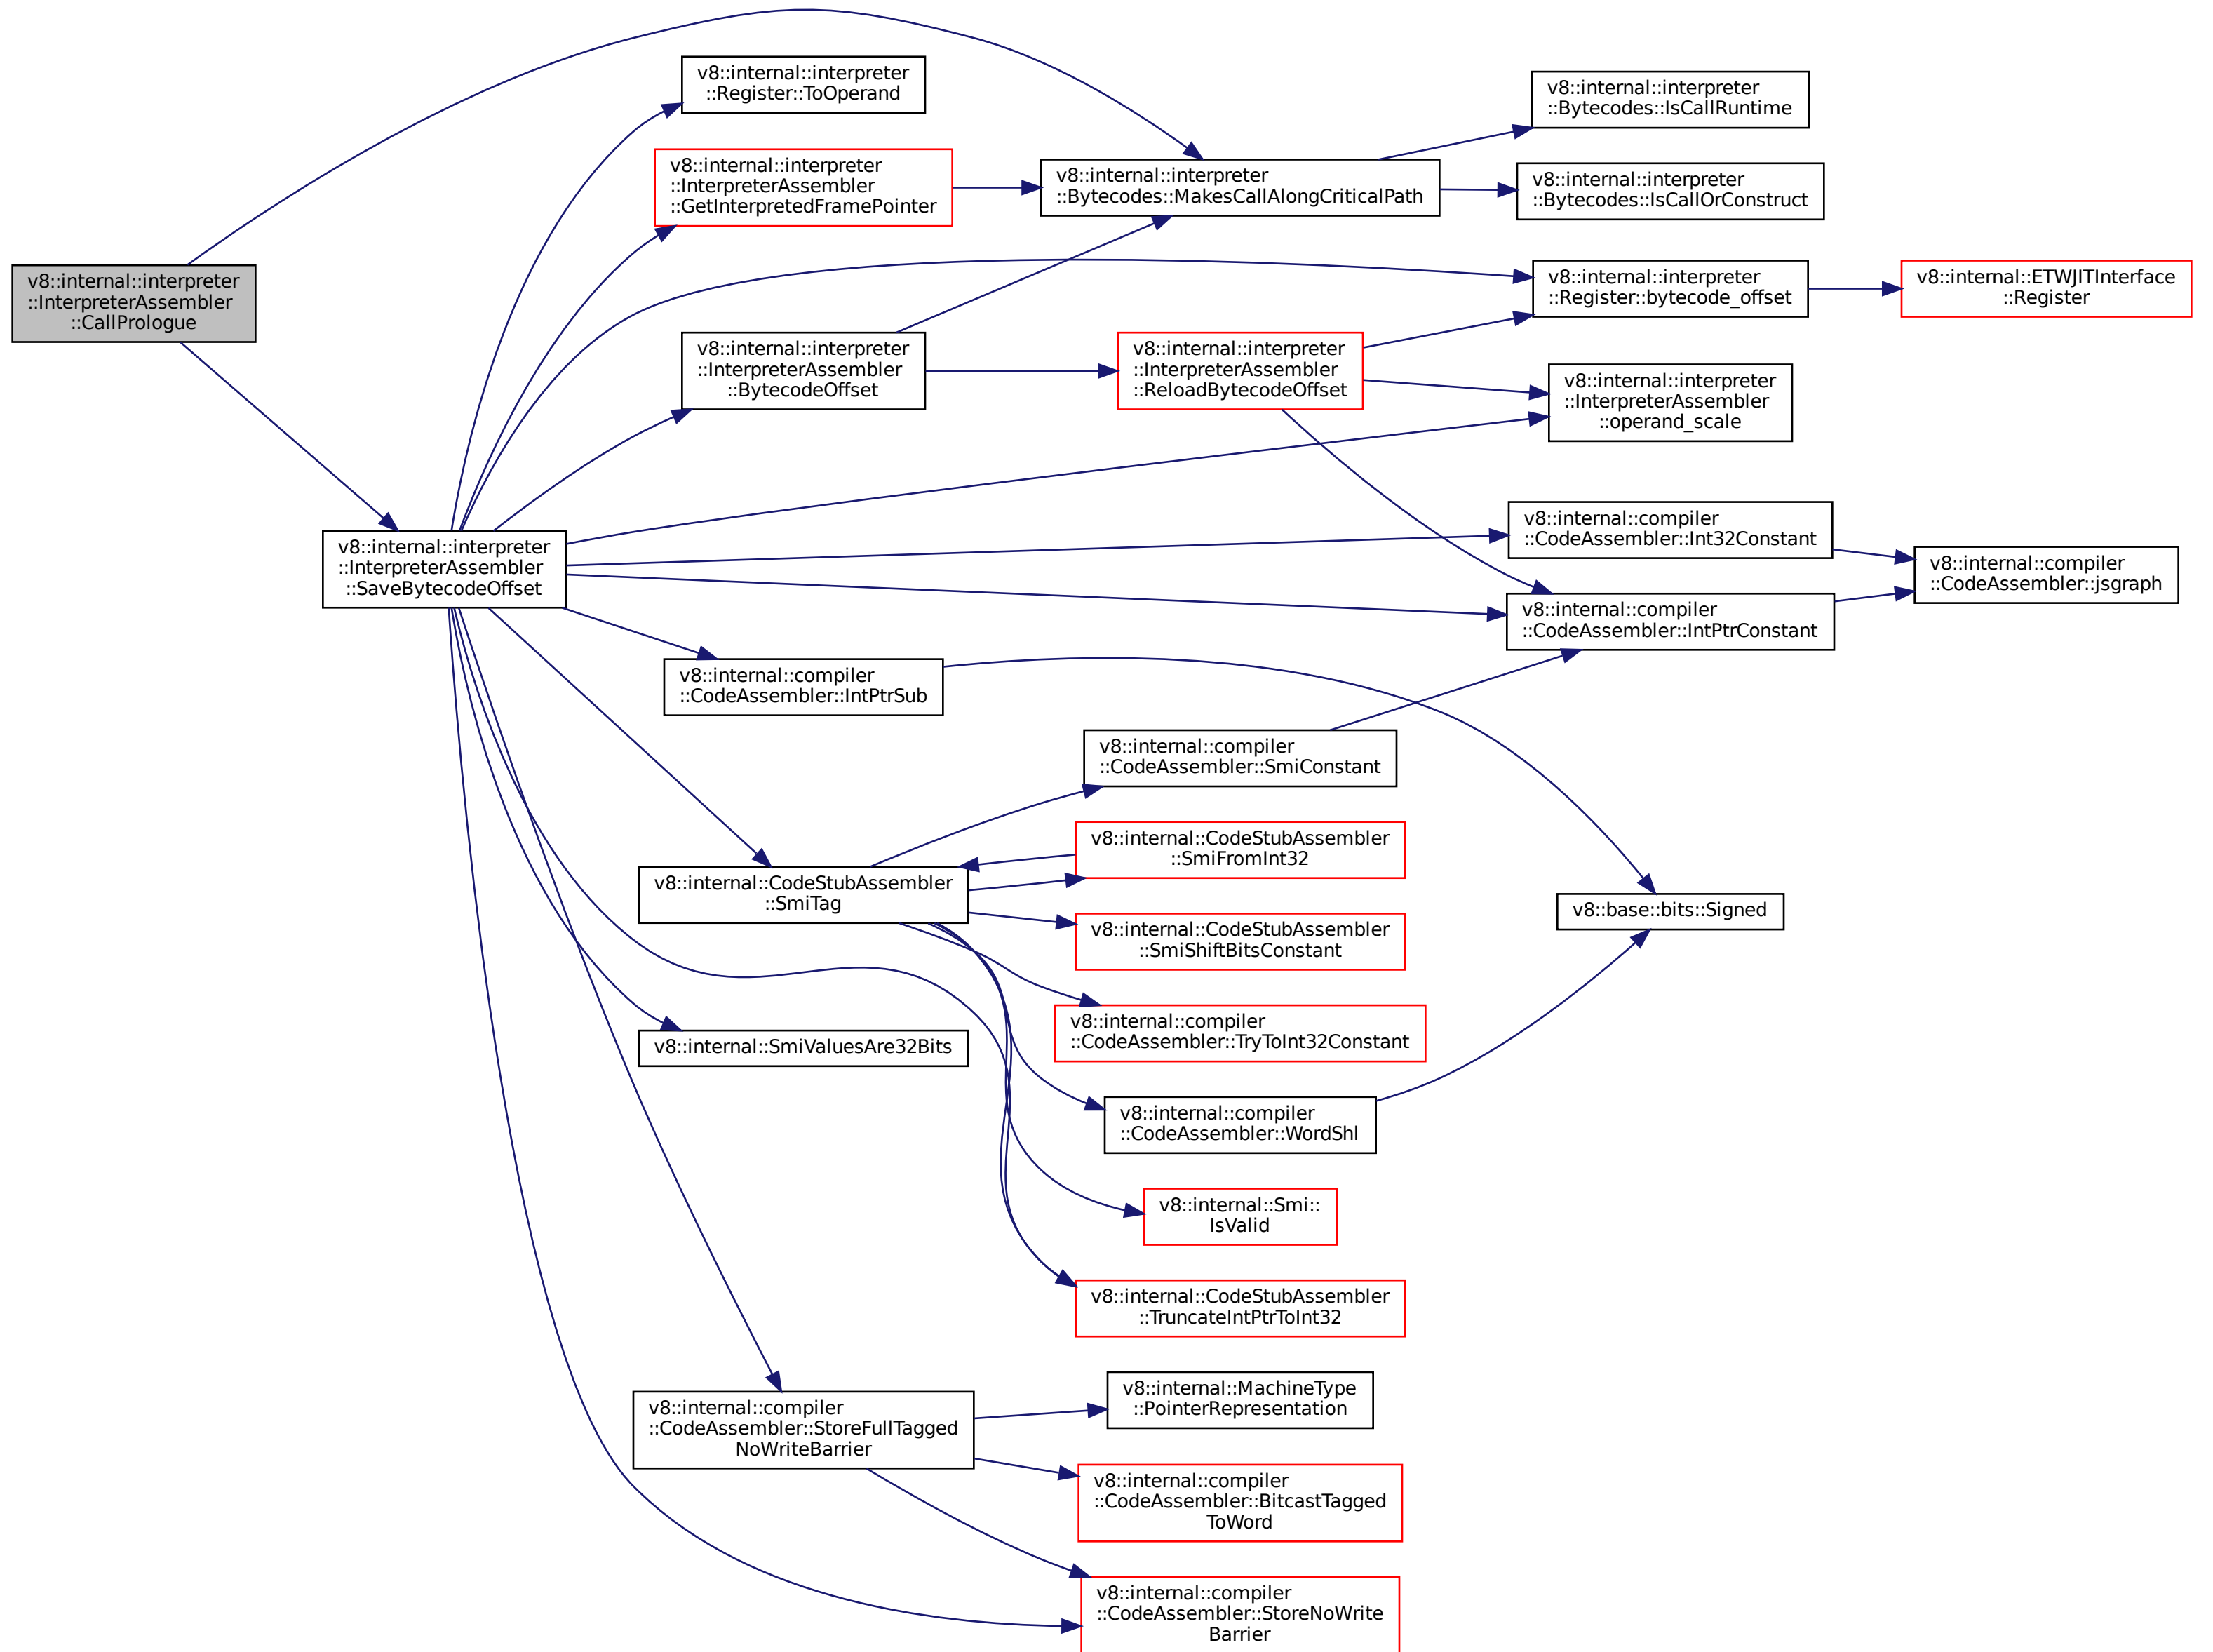 v8::internal::interpreter
::InterpreterAssembler
::CallPrologue
v8::internal::interpreter
::InterpreterAssembler
::SaveBytecodeOffset
v8::internal::interpreter
::Register::ToOperand
v8::internal::interpreter
::InterpreterAssembler
::GetInterpretedFramePointer
v8::internal::interpreter
::InterpreterAssembler
::BytecodeOffset
v8::internal::compiler
::CodeAssembler::IntPtrSub
v8::internal::CodeStubAssembler
::SmiTag
v8::internal::SmiValuesAre32Bits
v8::internal::compiler
::CodeAssembler::StoreFullTagged
NoWriteBarrier
v8::internal::interpreter
::Bytecodes::MakesCallAlongCriticalPath
v8::internal::interpreter
::InterpreterAssembler
::ReloadBytecodeOffset
v8::internal::compiler
::CodeAssembler::SmiConstant
v8::internal::CodeStubAssembler
::SmiFromInt32
v8::internal::CodeStubAssembler
::SmiShiftBitsConstant
v8::internal::compiler
::CodeAssembler::TryToInt32Constant
v8::internal::compiler
::CodeAssembler::WordShl
v8::internal::Smi::
IsValid
v8::internal::CodeStubAssembler
::TruncateIntPtrToInt32
v8::internal::MachineType
::PointerRepresentation
v8::internal::compiler
::CodeAssembler::BitcastTagged
ToWord
v8::internal::compiler
::CodeAssembler::StoreNoWrite
Barrier
v8::internal::interpreter
::Bytecodes::IsCallRuntime
v8::internal::interpreter
::Bytecodes::IsCallOrConstruct
v8::internal::interpreter
::Register::bytecode_offset
v8::internal::interpreter
::InterpreterAssembler
::operand_scale
v8::internal::compiler
::CodeAssembler::Int32Constant
v8::internal::compiler
::CodeAssembler::IntPtrConstant
v8::base::bits::Signed
v8::internal::ETWJITInterface
::Register
v8::internal::compiler
::CodeAssembler::jsgraph